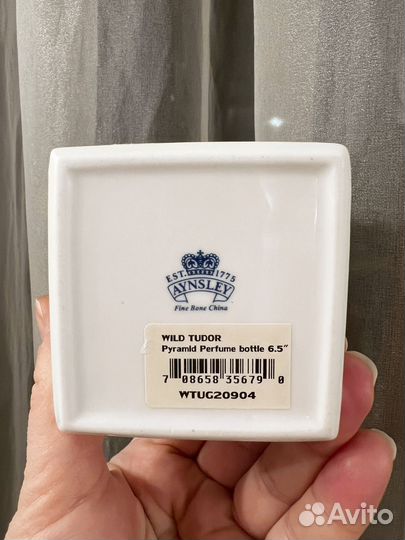 EST. 1775
AYNSLEY
Fine Bone China
WILD TUDOR
Pyramid Perfume bottle 6.5″
7 08658 35679 0
WTUG20904
Avito